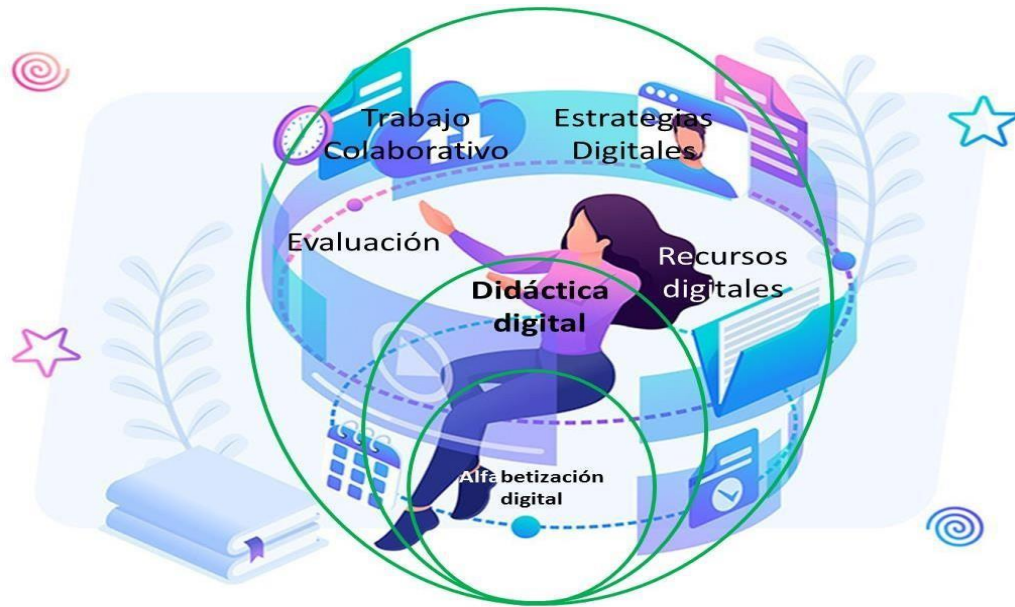 Trabajo
Colaborativo
Estrategias
Digitales
Evaluación
Recursos
digitales
Didáctica
digital
Alfabetización
digital